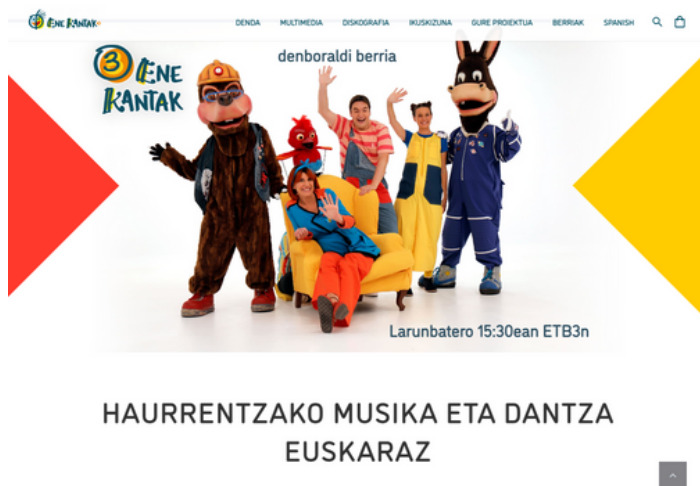 ENE KANTAK
DENDA MULTIMEDIA DISKOGRAFIA IKUSKIZUNA GURE PROIEKTUA BERRIAK SPANISH
3 ENE
KANTAK
denboraldi berria
Larunbatero 15:30ean ETB3n
HAURRENTZAKO MUSIKA ETA DANTZA
EUSKARAZ